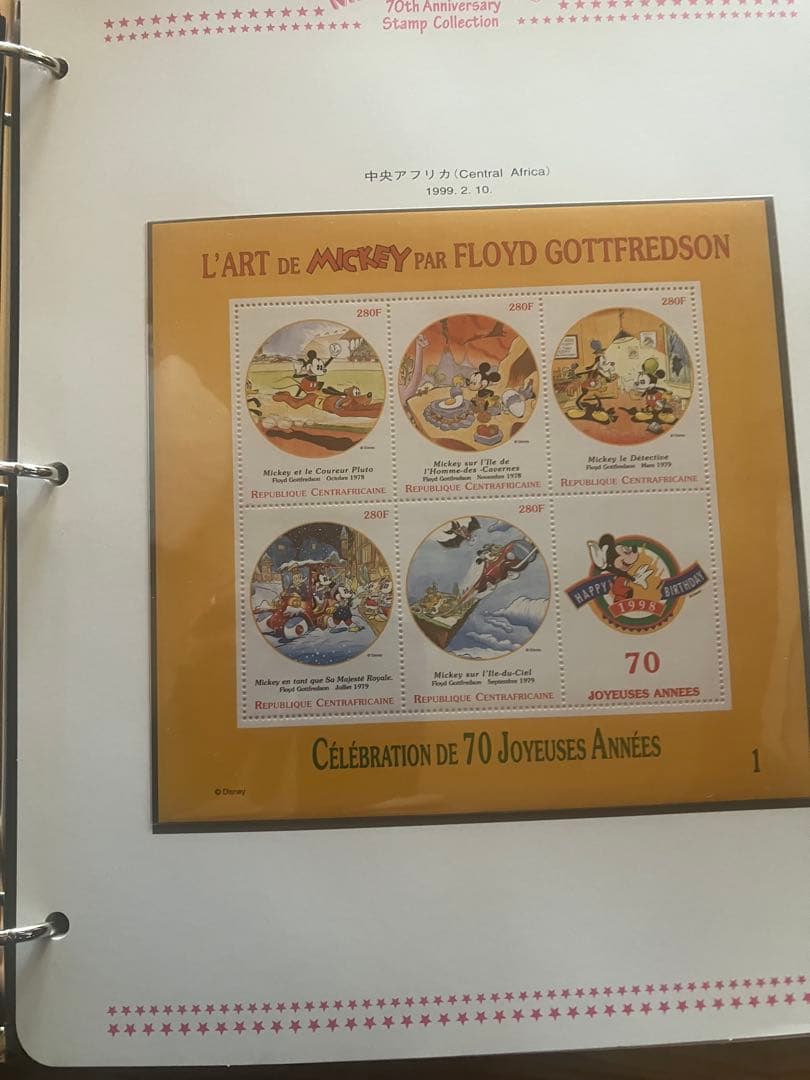 70th Anniversary
Stamp Collection
中央アフリカ(Central Africa)
1999. 2. 10.
L'ART DE MICKEY PAR FLOYD GOTTFREDSON
280F
© Disney
Mickey et le Coureur Pluto
Floyd Gottfredson Octobre 1978
REPUBLIQUE CENTRAFRICAINE
280F
© Disney
Mickey sur l'Ile de
l'Homme-des -Cavernes
Floyd Gottfredson Novembre 1978
REPUBLIQUE CENTRAFRICAINE
280F
© Disney
Mickey le Détective
Floyd Gottfredson Mars 1979
REPUBLIQUE CENTRAFRICAINE
280F
© Disney
Mickey en tant que Sa Majesté Royale.
Floyd Gottfredson Juillet 1979
REPUBLIQUE CENTRAFRICAINE
280F
© Disney
Mickey sur l'Ile-du-Ciel
Floyd Gottfredson Septembre 1979
REPUBLIQUE CENTRAFRICAINE
HAPPY BIRTHDAY
1998
70
JOYEUSES ANNEES
CÉLÉBRATION DE 70 JOYEUSES ANNÉES
1
© Disney